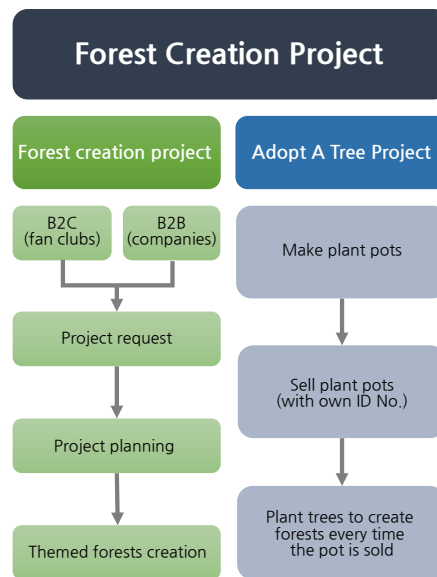 Forest Creation Project
Forest creation project
Adopt A Tree Project
B2C
(fan clubs)
B2B
(companies)
Project request
Project planning
Themed forests creation
Make plant pots
Sell plant pots
(with own ID No.)
Plant trees to create
forests every time
the pot is sold